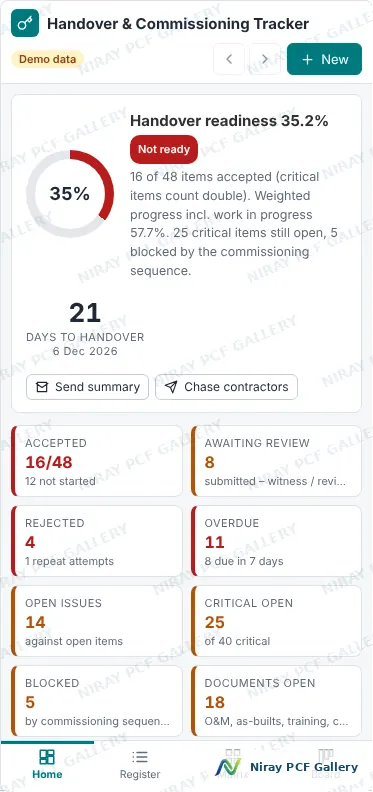 Handover & Commissioning Tracker
Demo data
New
Handover readiness 35.2%
Not ready
35%
16 of 48 items accepted (critical
items count double). Weighted
progress incl. work in progress
57.7%. 25 critical items still open, 5
blocked by the commissioning
sequence.
21
DAYS TO HANDOVER
6 Dec 2026
Send summary
Chase contractors
ACCEPTED
16/48
12 not started
AWAITING REVIEW
8
submitted – witness / revi...
REJECTED
4
1 repeat attempts
OVERDUE
11
8 due in 7 days
OPEN ISSUES
14
against open items
CRITICAL OPEN
25
of 40 critical
BLOCKED
5
by commissioning sequen...
DOCUMENTS OPEN
18
O&M, as-builts, training, c...
Home
Register
Niray PCF Gallery
NIRAY PCF GALLERY